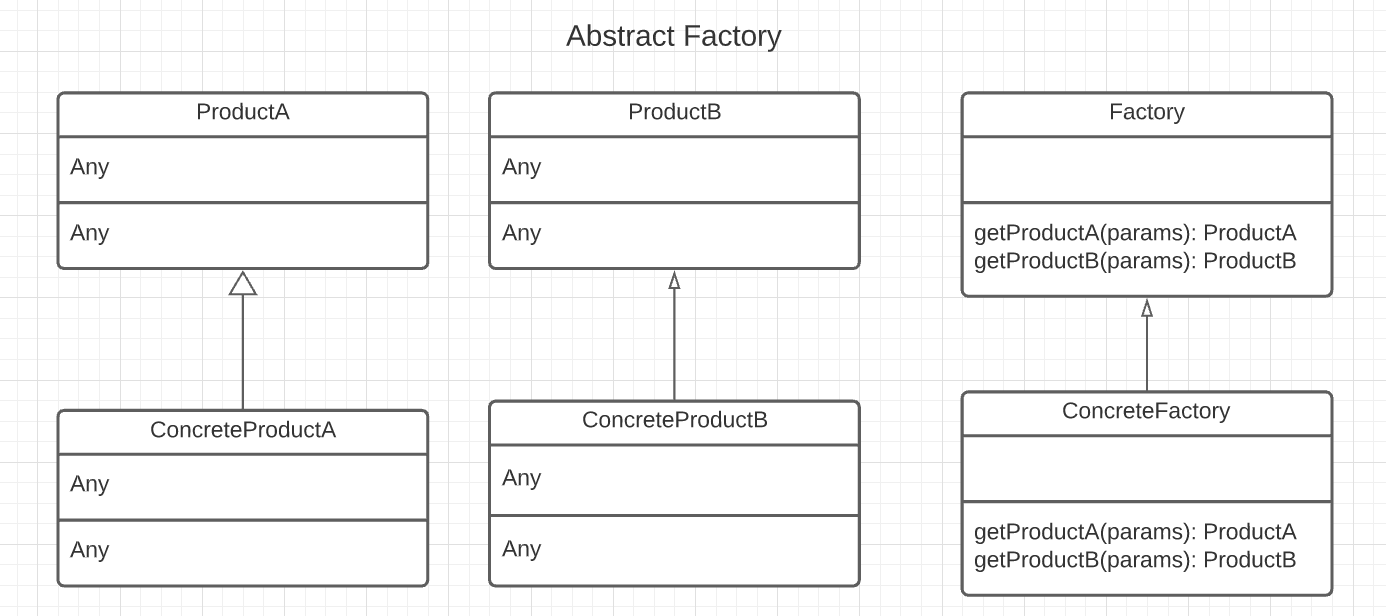 Abstract Factory
ProductA
Any
Any
ProductB
Any
Any
Factory
getProductA(params): ProductA
getProductB(params): ProductB
ConcreteProductA
Any
Any
ConcreteProductB
Any
Any
ConcreteFactory
getProductA(params): ProductA
getProductB(params): ProductB